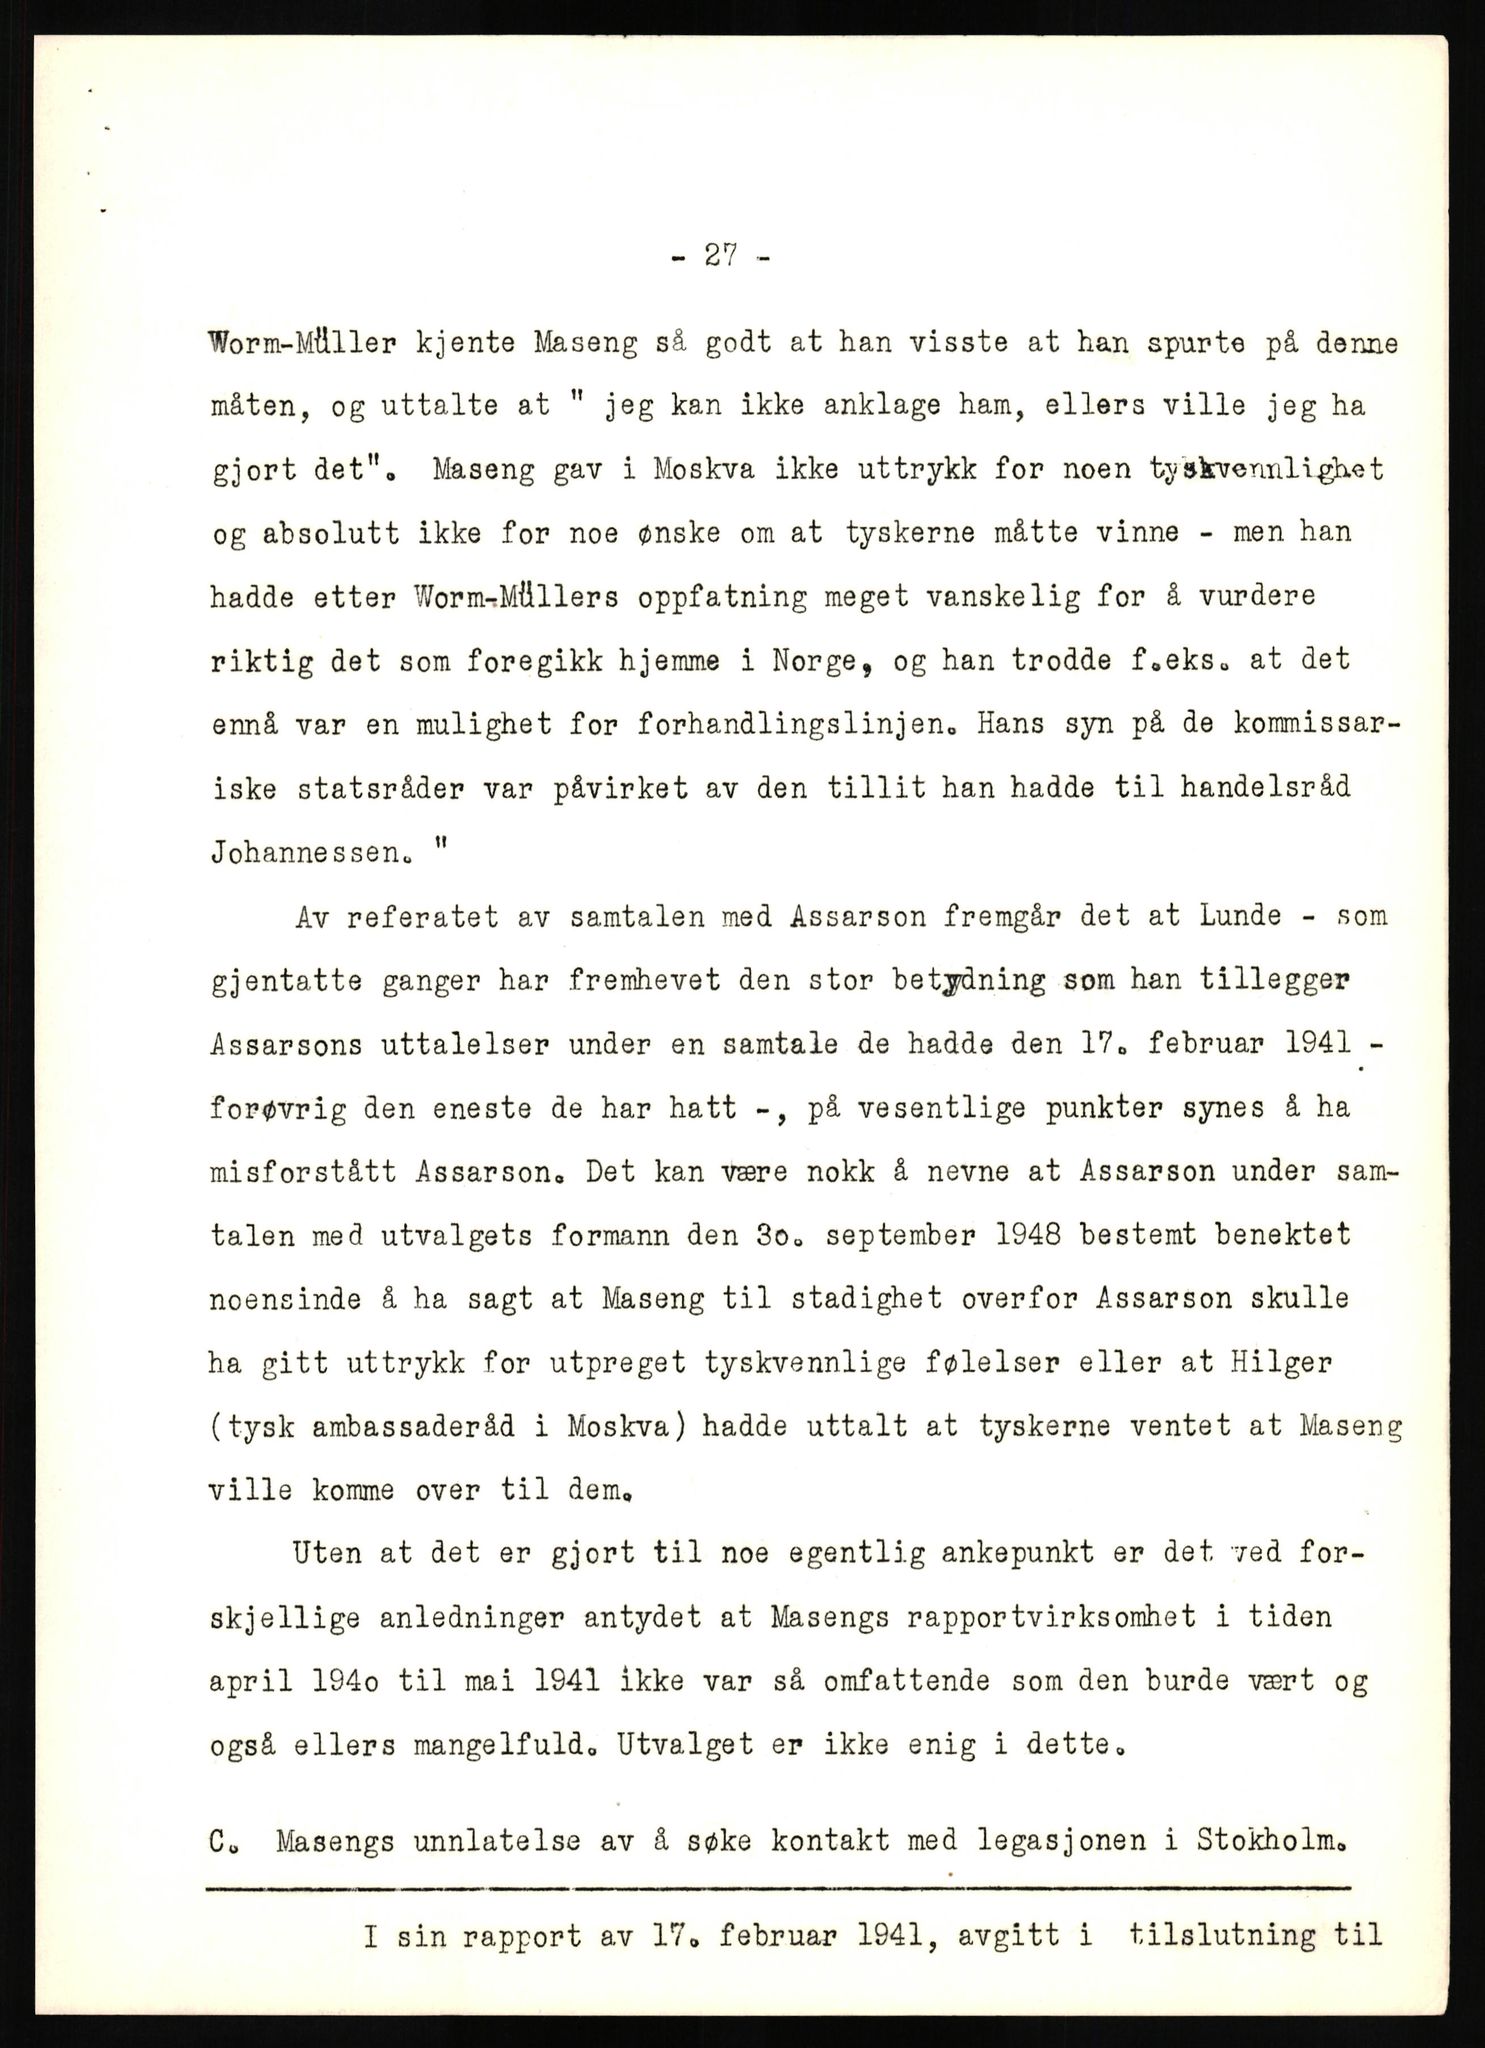 - 27 -
Worm-Müller kjente Maseng så godt at han visste at han spurte på denne
måten, og uttalte at " jeg kan ikke anklage ham, ellers ville jeg ha
gjort det". Maseng gav i Moskva ikke uttrykk for noen tyskvennlighet
og absolutt ikke for noe ønske om at tyskerne måtte vinne - men han
hadde etter Worm-Müllers oppfatning meget vanskelig for å vurdere
riktig det som foregikk hjemme i Norge, og han trodde f.eks. at det
ennå var en mulighet for forhandlingslinjen. Hans syn på de kommissar-
iske statsråder var påvirket av den tillit han hadde til handelsråd
Johannessen. "
Av referatet av samtalen med Assarson fremgår det at Lunde - som
gjentatte ganger har fremhevet den stor betydning som han tillegger
Assarsons uttalelser under en samtale de hadde den 17. februar 1941 -
forøvrig den eneste de har hatt -, på vesentlige punkter synes å ha
misforstått Assarson. Det kan være nokk å nevne at Assarson under sam-
talen med utvalgets formann den 3o. september 1948 bestemt benektet
noensinde å ha sagt at Maseng til stadighet overfor Assarson skulle
ha gitt uttrykk for utpreget tyskvennlige følelser eller at Hilger
(tysk ambassaderåd i Moskva) hadde uttalt at tyskerne ventet at Maseng
ville komme over til dem.
Uten at det er gjort til noe egentlig ankepunkt er det ved for-
skjellige anledninger antydet at Masengs rapportvirksomhet i tiden
april 194o til mai 1941 ikke var så omfattende som den burde vært og
også ellers mangelfuld. Utvalget er ikke enig i dette.
C. Masengs unnlatelse av å søke kontakt med legasjonen i Stokholm.
I sin rapport av 17. februar 1941, avgitt i tilslutning til